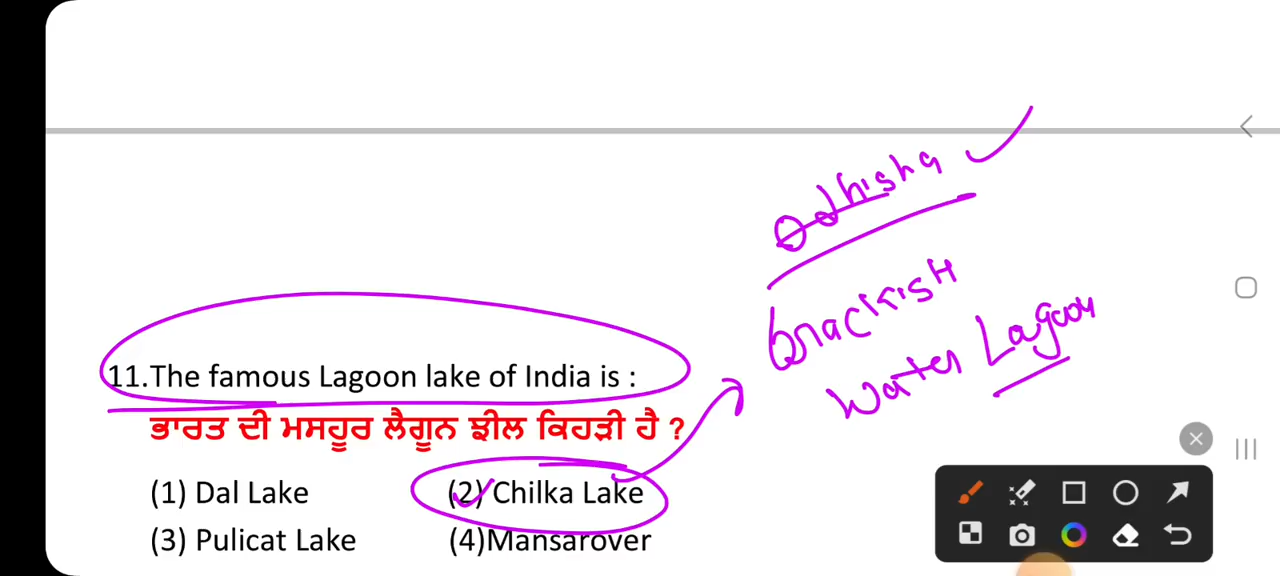 Odhisha
Brackish
Water Lagoon
11.The famous Lagoon lake of India is :
ਭਾਰਤ ਦੀ ਮਸਹੂਰ ਲੈਗੂਨ ਝੀਲ ਕਿਹੜੀ ਹੈ ?
(1) Dal Lake (2) Chilka Lake
(3) Pulicat Lake (4)Mansarover